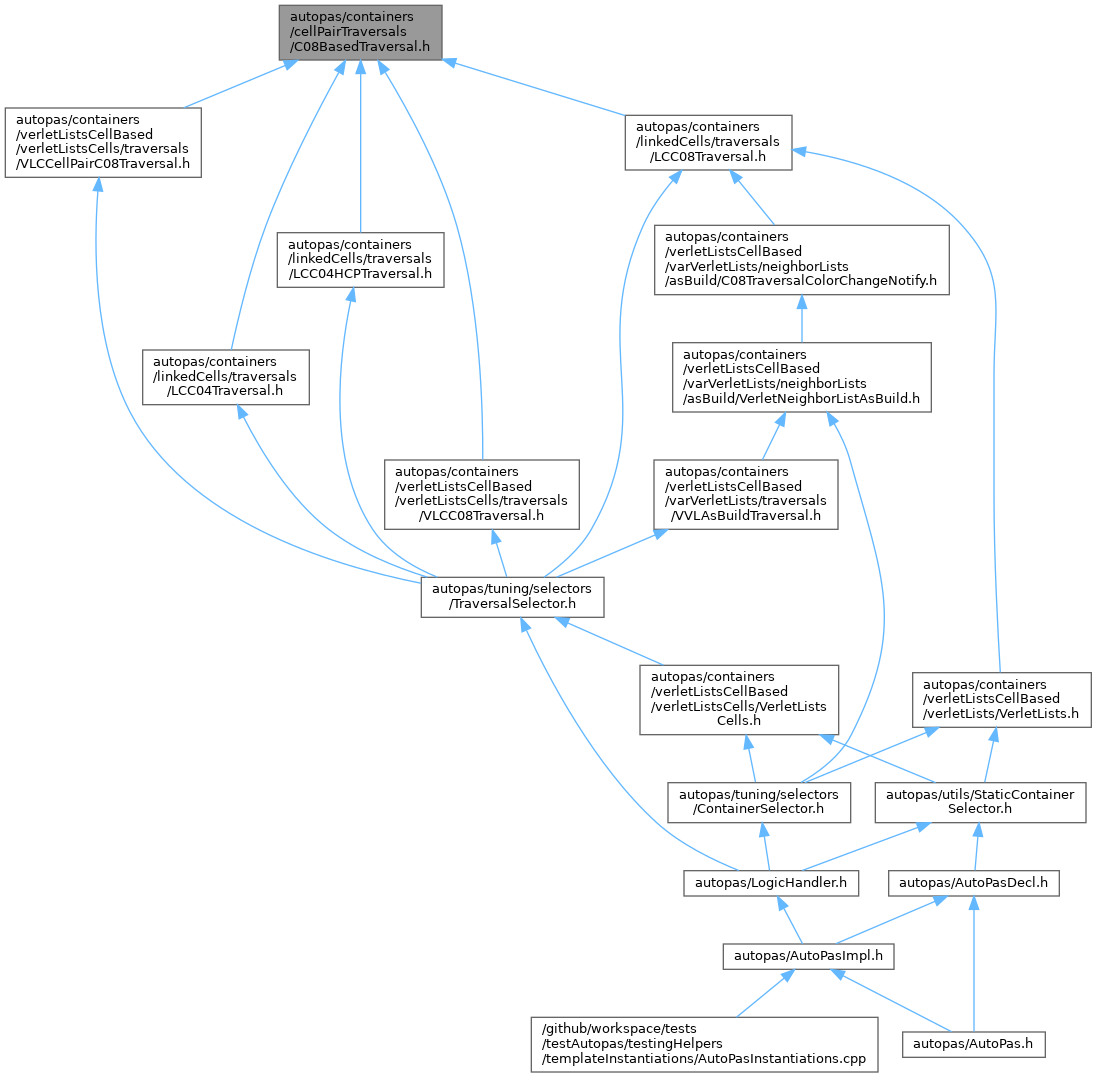 autopas/containers
/cellPairTraversals
/C08BasedTraversal.h
autopas/containers
/verletListsCellBased
/verletListsCells/traversals
/VLCCellPairC08Traversal.h
autopas/containers
/linkedCells/traversals
/LCC08Traversal.h
autopas/containers
/linkedCells/traversals
/LCC04HCPTraversal.h
autopas/containers
/verletListsCellBased
/varVerletLists/neighborLists
/asBuild/C08TraversalColorChangeNotify.h
autopas/containers
/linkedCells/traversals
/LCC04Traversal.h
autopas/containers
/verletListsCellBased
/varVerletLists/neighborLists
/asBuild/VerletNeighborListAsBuild.h
autopas/containers
/verletListsCellBased
/verletListsCells/traversals
/VLCC08Traversal.h
autopas/containers
/verletListsCellBased
/varVerletLists/traversals
/VVLAsBuildTraversal.h
autopas/tuning/selectors
/TraversalSelector.h
autopas/containers
/verletListsCellBased
/verletListsCells/VerletLists
Cells.h
autopas/containers
/verletListsCellBased
/verletLists/VerletLists.h
autopas/tuning/selectors
/ContainerSelector.h
autopas/utils/StaticContainer
Selector.h
autopas/LogicHandler.h
autopas/AutoPasDecl.h
autopas/AutoPasImpl.h
/github/workspace/tests
/testAutopas/testingHelpers
/templateInstantiations/AutoPasInstantiations.cpp
autopas/AutoPas.h